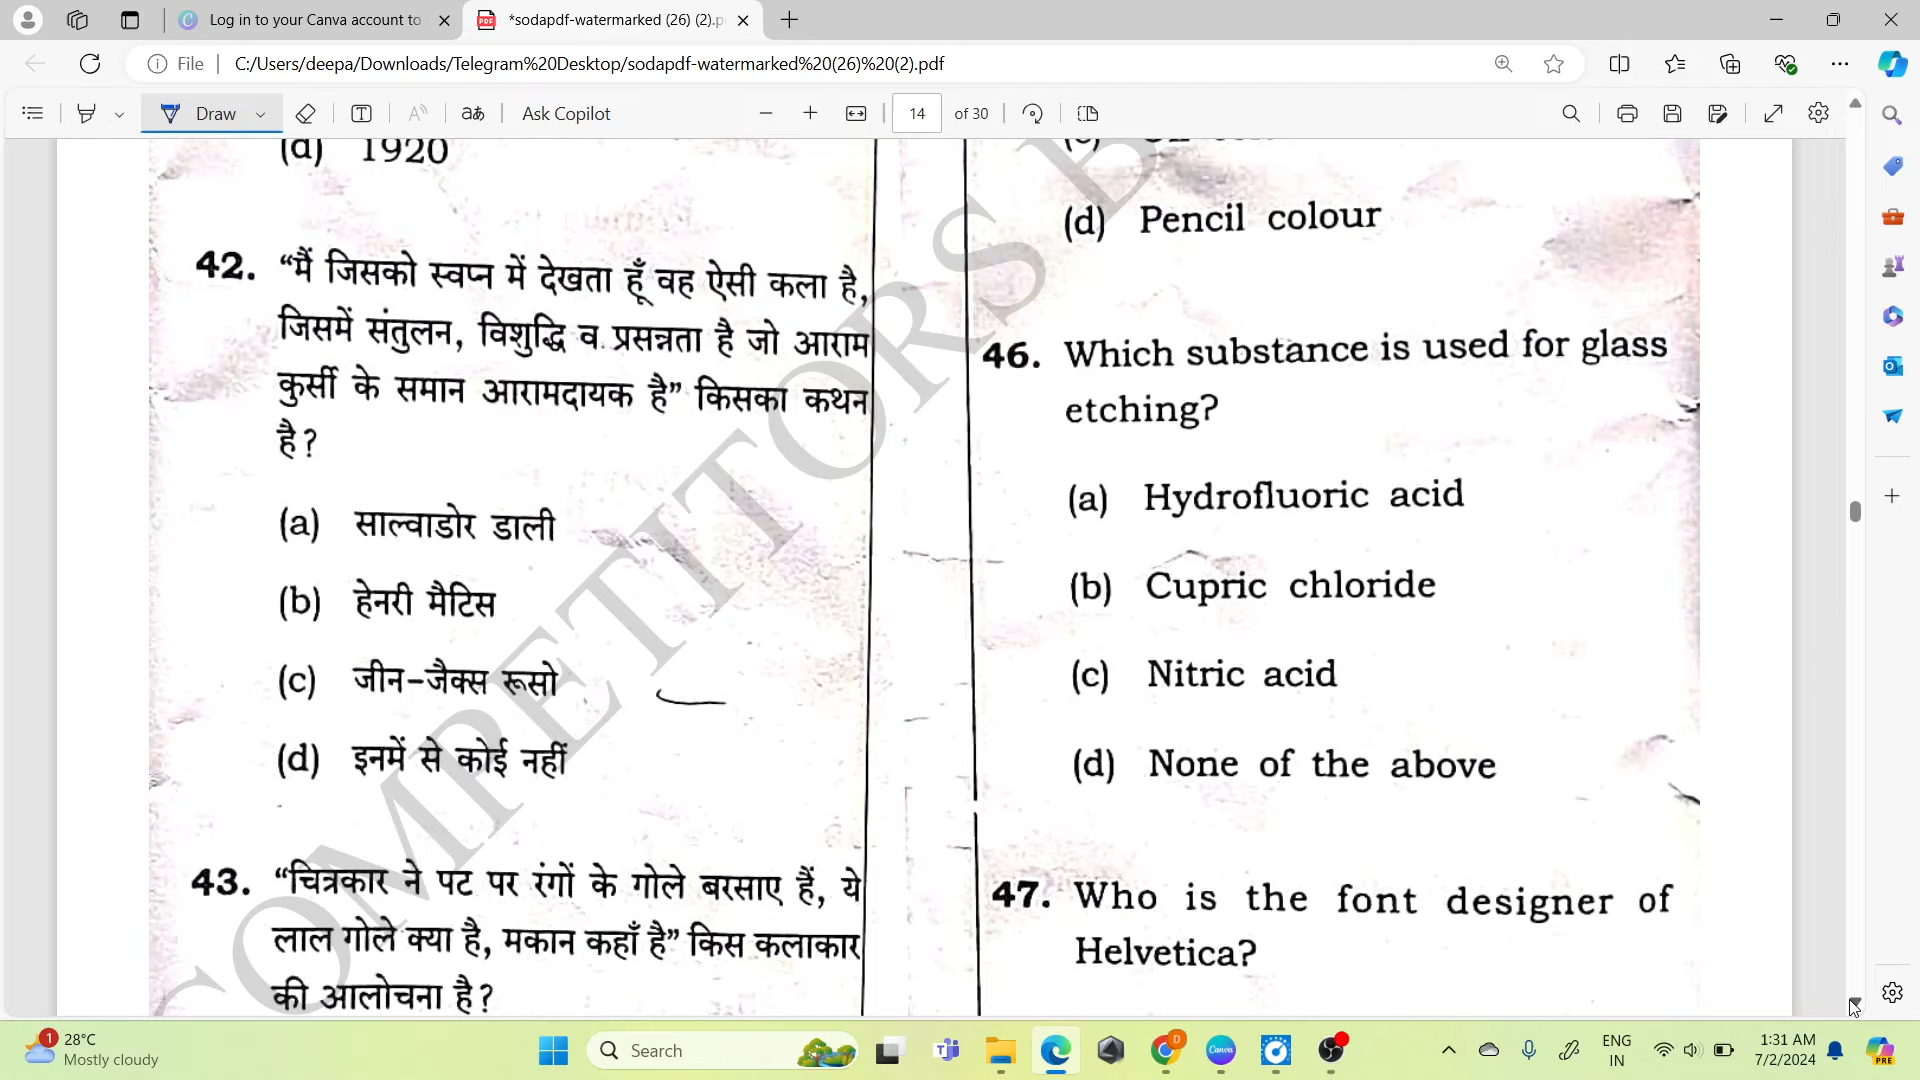 Log in to your Canva account to
*sodapdf-watermarked (26) (2).p
File
C:/Users/deepa/Downloads/Telegram%20Desktop/sodapdf-watermarked%20(26)%20(2).pdf
Draw
Ask Copilot
14 of 30
(d) 1920
42. “मैं जिसको स्वप्न में देखता हूँ वह ऐसी कला है,
जिसमें संतुलन, विशुद्धि व प्रसन्नता है जो आराम
कुर्सी के समान आरामदायक है” किसका कथन
है?
(a) साल्वाडोर डाली
(b) हेनरी मैटिस
(c) जीन-जैक्स रूसो
(d) इनमें से कोई नहीं
43. “चित्रकार ने पट पर रंगों के गोले बरसाए हैं, ये
लाल गोले क्या है, मकान कहाँ है” किस कलाकार
की आलोचना है?
(d) Pencil colour
46. Which substance is used for glass
etching?
(a) Hydrofluoric acid
(b) Cupric chloride
(c) Nitric acid
(d) None of the above
47. Who is the font designer of
Helvetica?
COMPETITORS B
1
28°C
Mostly cloudy
Search
ENG
IN
1:31 AM
7/2/2024